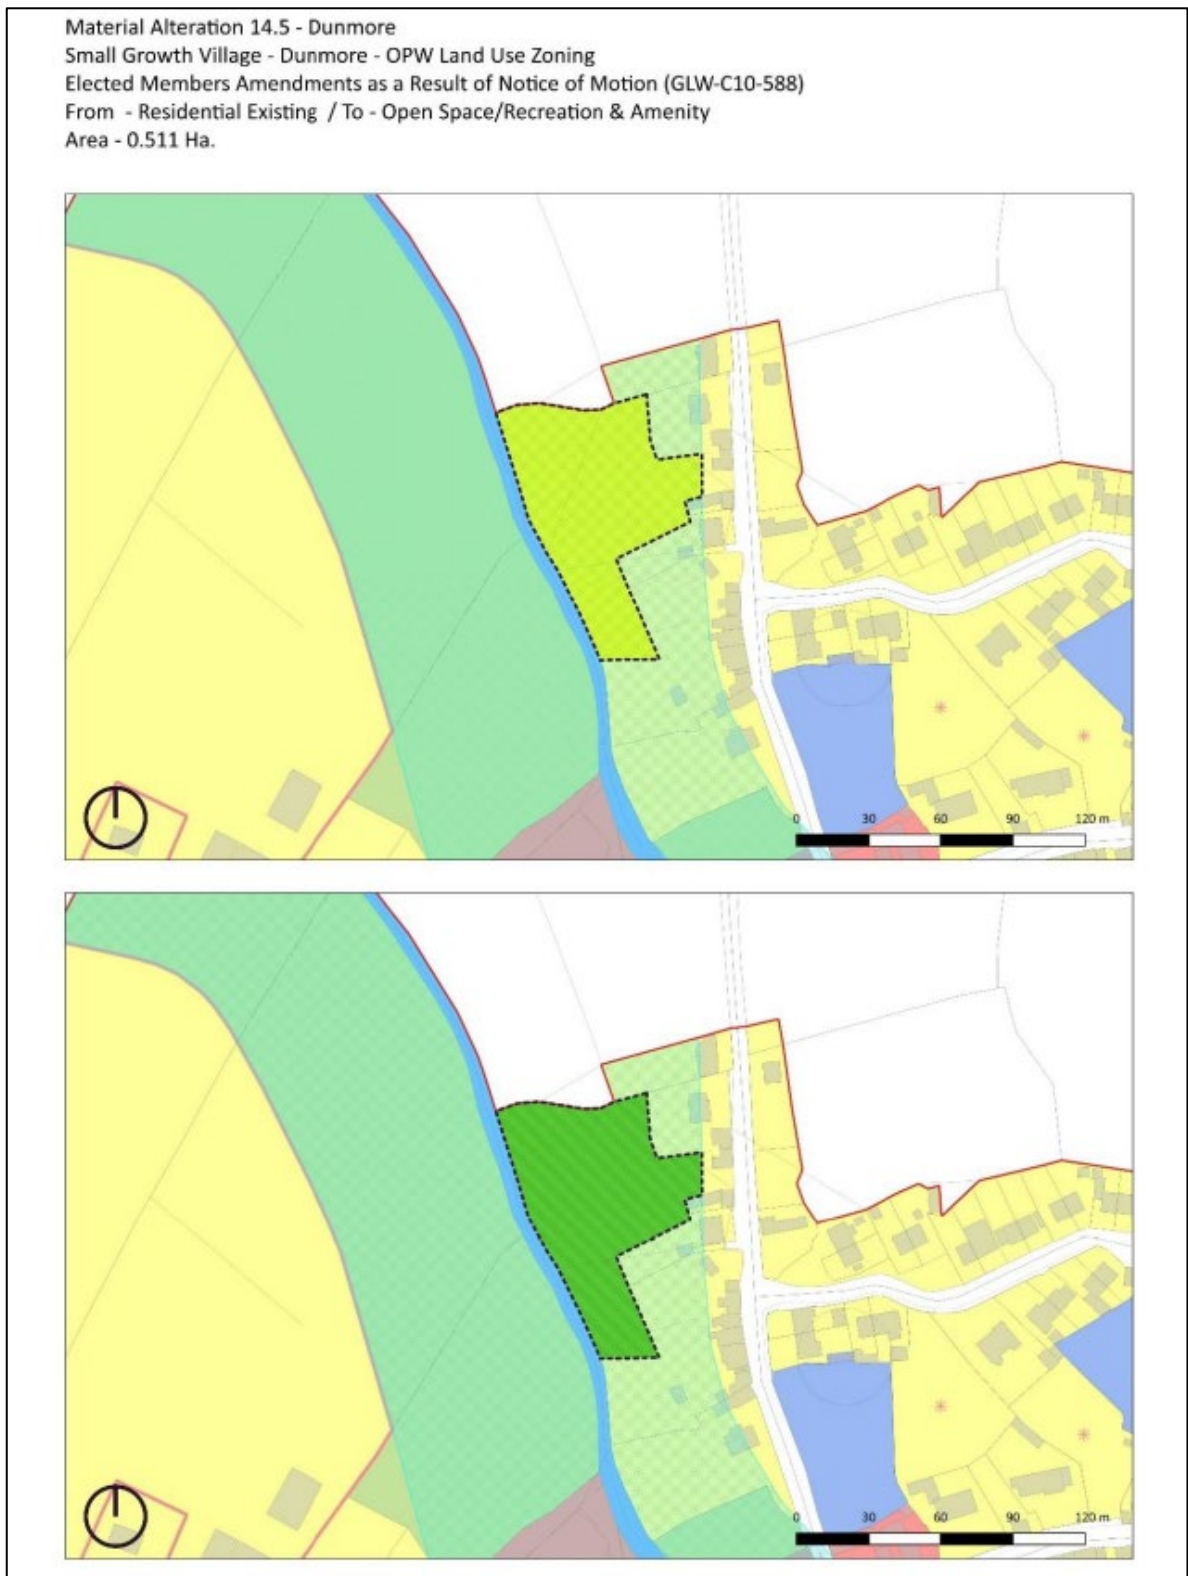 Material Alteration 14.5 - Dunmore
Small Growth Village - Dunmore - OPW Land Use Zoning
Elected Members Amendments as a Result of Notice of Motion (GLW-C10-588)
From - Residential Existing / To - Open Space/Recreation & Amenity
Area - 0.511 Ha.
0 30 60 90 120 m
0 30 60 90 120 m